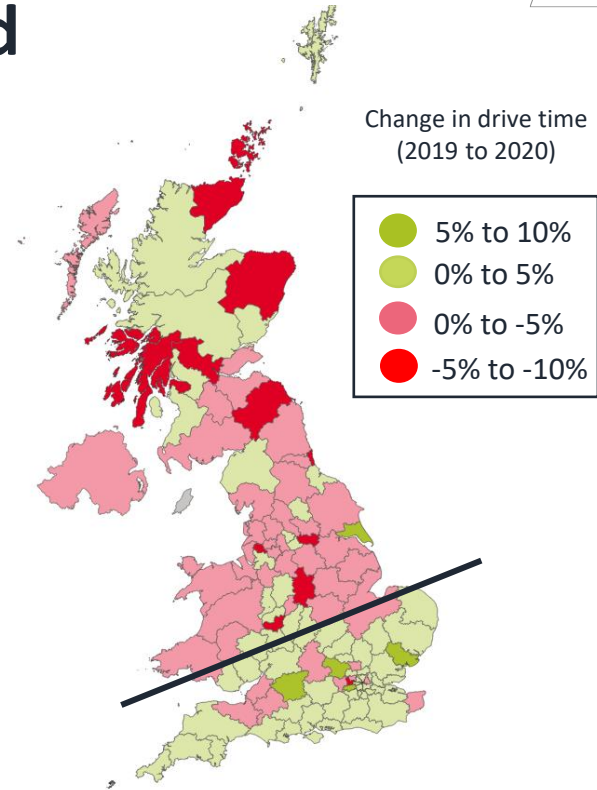 d
Change in drive time
(2019 to 2020)
5% to 10%
0% to 5%
0% to -5%
-5% to -10%